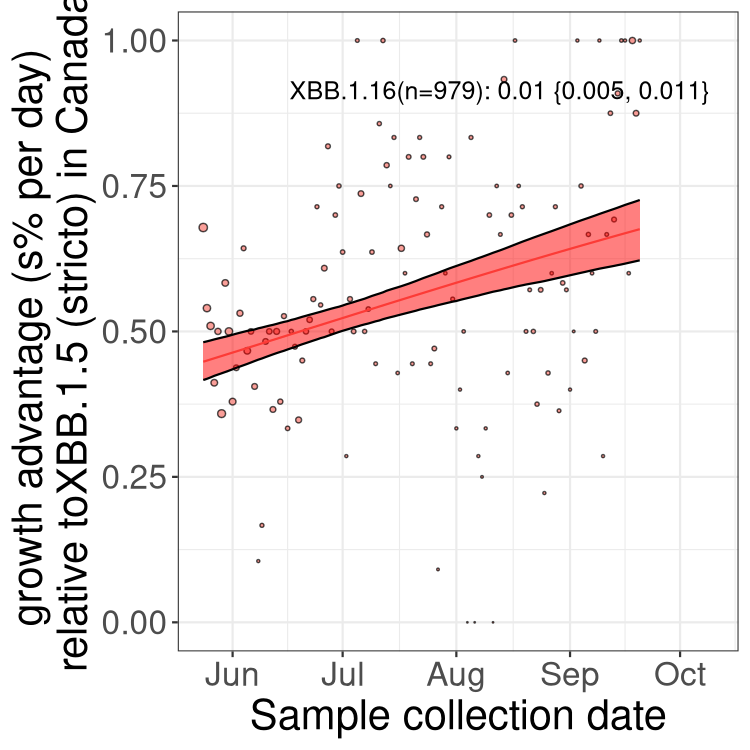 growth advantage (s% per day)
relative toXBB.1.5 (stricto) in Canada
1.00
0.75
0.50
0.25
0.00
XBB.1.16(n=979): 0.01 {0.005, 0.011}
Jun Jul Aug Sep Oct
Sample collection date